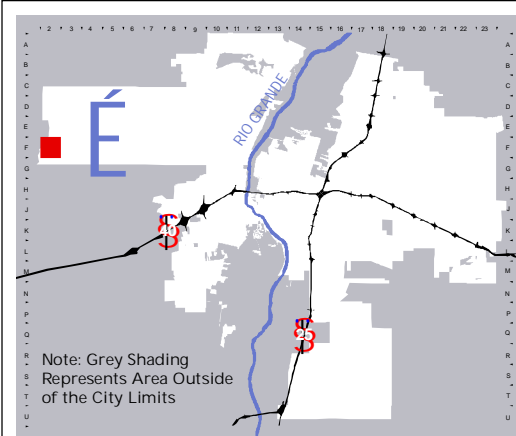 2 3 4 5 6 7 8 9 10 11 12 13 14 15 16 17 18 19 20 21 22 23
A A
B B
C C
D D
E E
F F
G G
H H
J J
K K
L L
M M
N N
P P
Q Q
R R
S S
T T
U U
É
RIO GRANDE
40
25
Note: Grey Shading
Represents Area Outside
of the City Limits